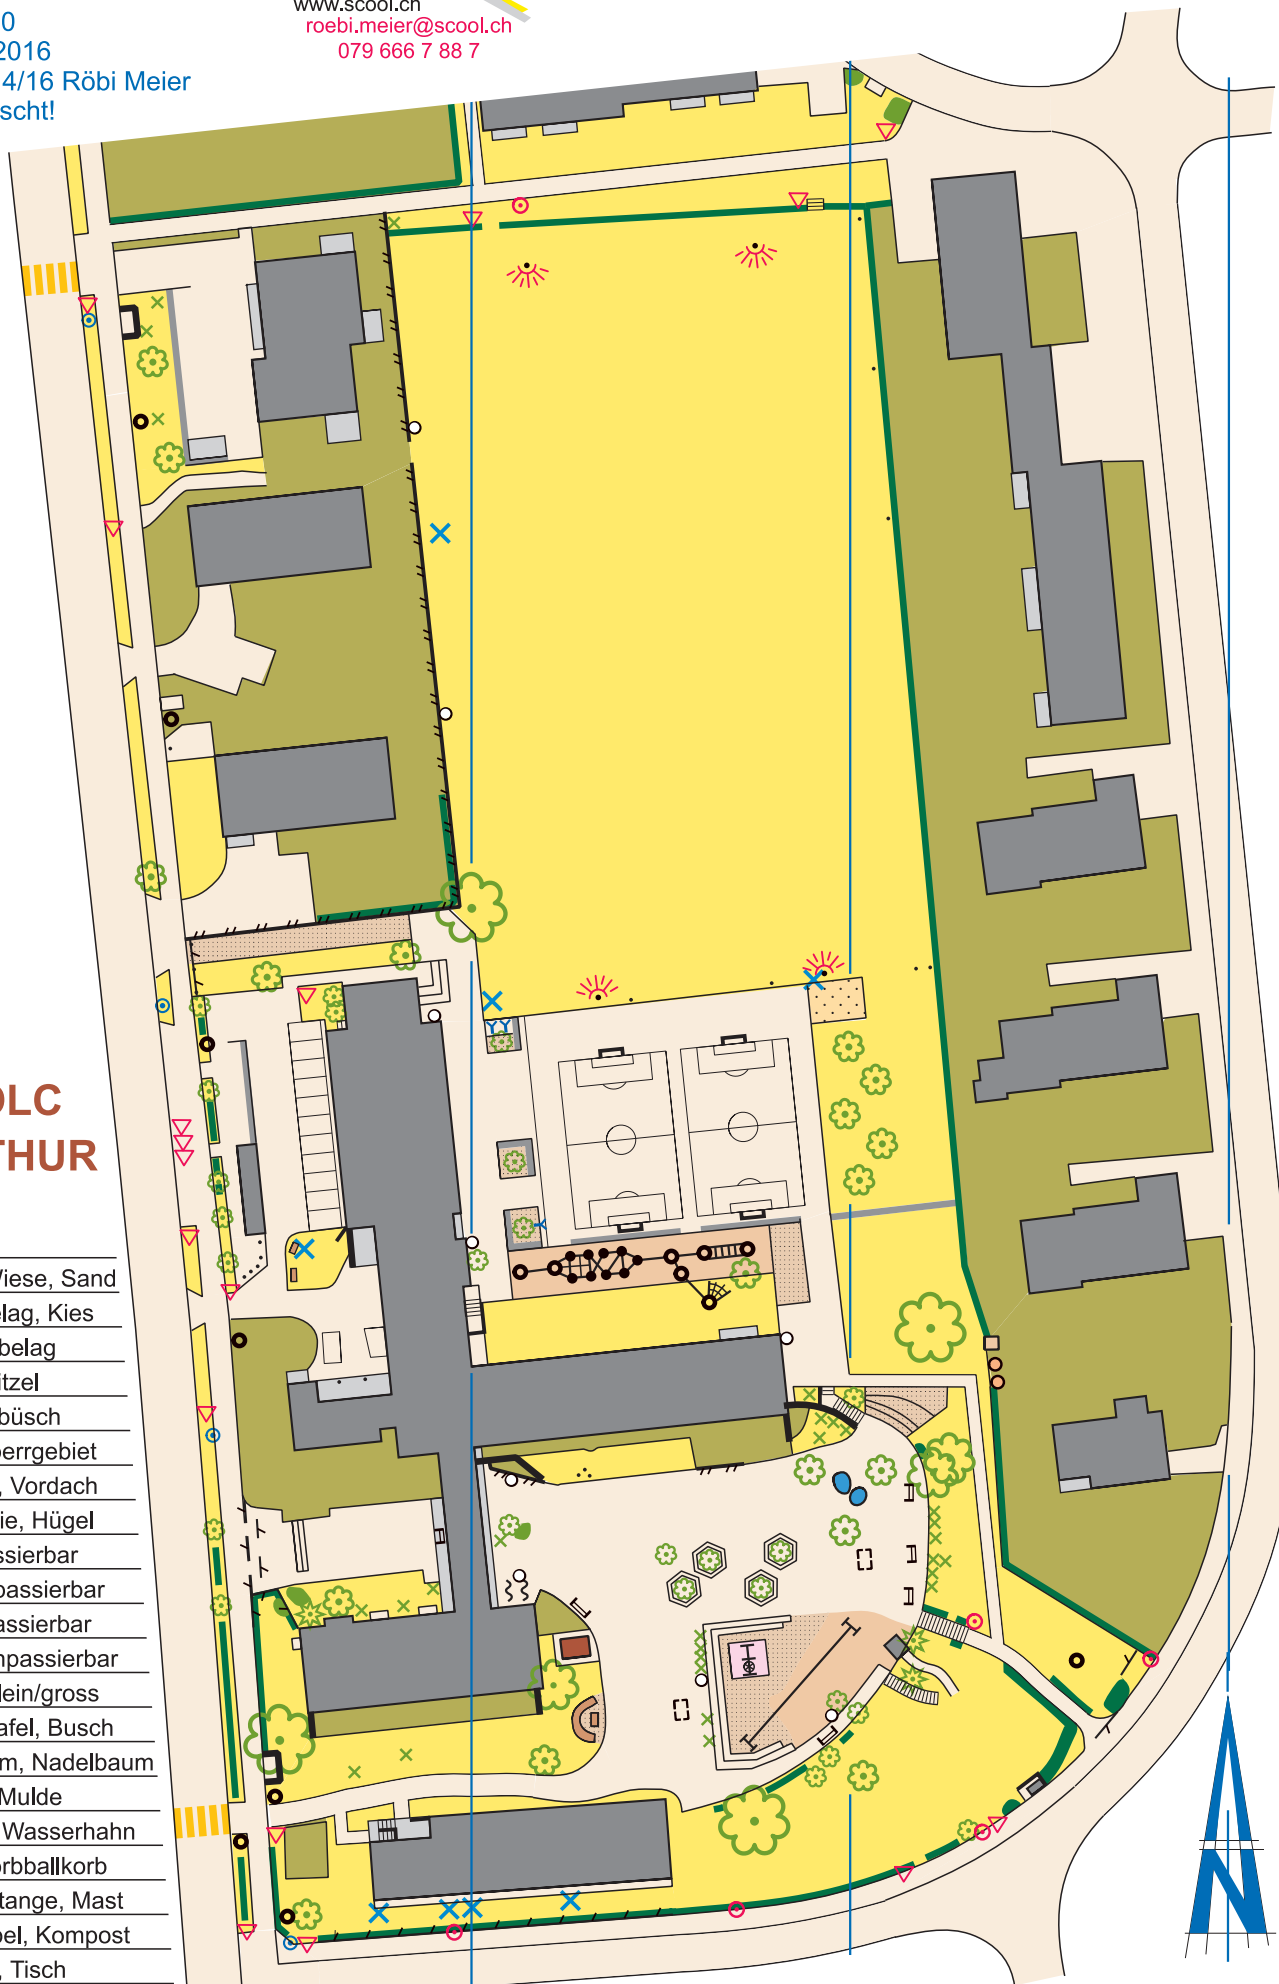 www.scool.ch
roebi.meier@scool.ch
079 666 7 88 7
0
2016
4/16 Röbi Meier
scht!
OLC
THUR
Wiese, Sand
elag, Kies
belag
itzel
büsch
perrgebiet
, Vordach
ie, Hügel
ssierbar
passierbar
assierbar
npassierbar
lein/gross
afel, Busch
m, Nadelbaum
Mulde
Wasserhahn
orbballkorb
tange, Mast
pel, Kompost
, Tisch
N